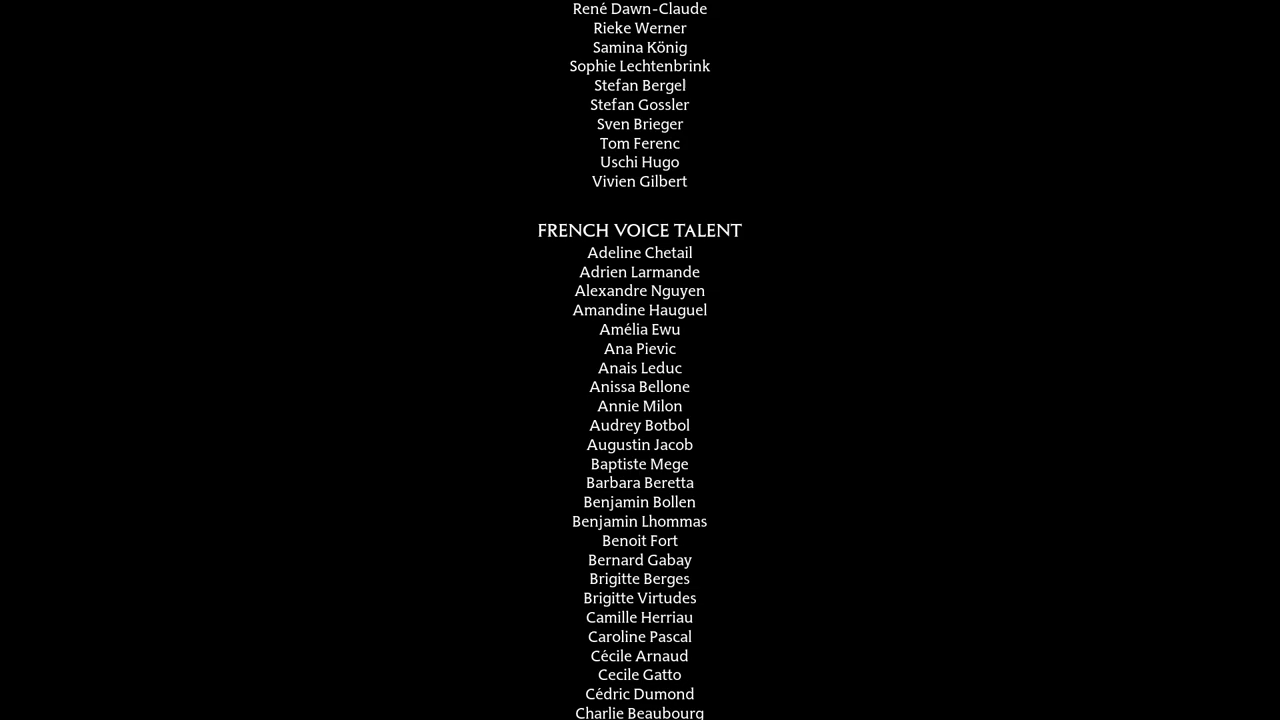 René Dawn-Claude
Rieke Werner
Samina König
Sophie Lechtenbrink
Stefan Bergel
Stefan Gossler
Sven Brieger
Tom Ferenc
Uschi Hugo
Vivien Gilbert
FRENCH VOICE TALENT
Adeline Chetail
Adrien Larmande
Alexandre Nguyen
Amandine Hauguel
Amélia Ewu
Ana Pievic
Anais Leduc
Anissa Bellone
Annie Milon
Audrey Botbol
Augustin Jacob
Baptiste Mege
Barbara Beretta
Benjamin Bollen
Benjamin Lhommas
Benoit Fort
Bernard Gabay
Brigitte Berges
Brigitte Virtudes
Camille Herriau
Caroline Pascal
Cécile Arnaud
Cecile Gatto
Cédric Dumond
Charlie Beaubourg